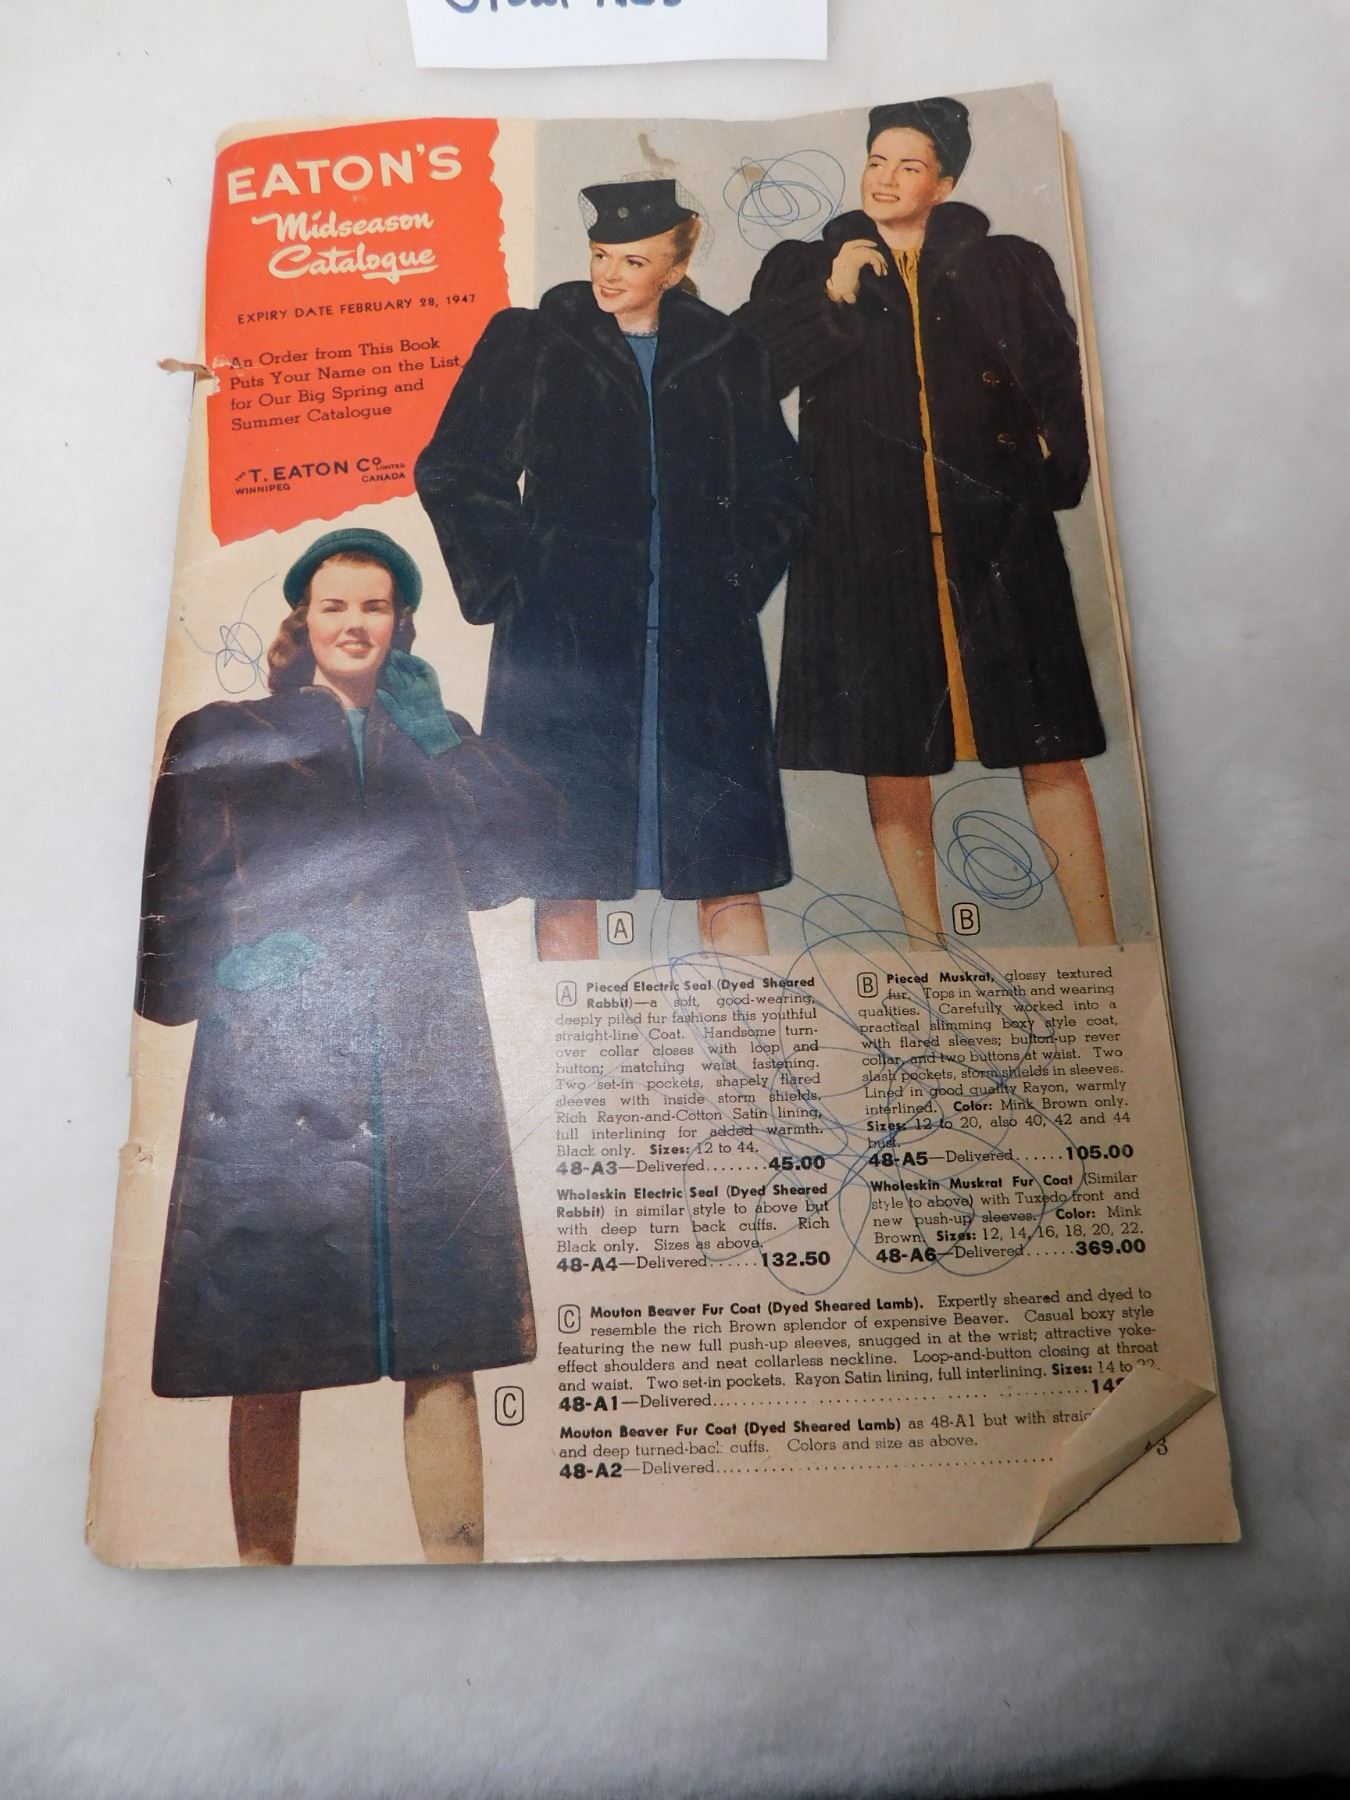 EATON'S
Midseason
Catalogue
EXPIRY DATE FEBRUARY 28, 1947
An Order from This Book
Puts Your Name on the List
for Our Big Spring and
Summer Catalogue
THE T. EATON CO LIMITED
WINNIPEG CANADA
A
B
A Pieced Electric Seal (Dyed Sheared
Rabbit)—a soft, good-wearing,
deeply piled fur fashions this youthful
straight-line Coat. Handsome turn-
over collar closes with loop and
button; matching waist fastening.
Two set-in pockets, shapely flared
sleeves with inside storm shields.
Rich Rayon-and-Cotton Satin lining,
full interlining for added warmth.
Black only. Sizes: 12 to 44.
48-A3—Delivered........45.00
Wholeskin Electric Seal (Dyed Sheared
Rabbit) in similar style to above but
with deep turn back cuffs. Rich
Black only. Sizes as above.
48-A4—Delivered......132.50
B Pieced Muskrat, glossy textured
fur. Tops in warmth and wearing
qualities. Carefully worked into a
practical slimming boxy style coat,
with flared sleeves; button-up rever
collar, and two buttons at waist. Two
slash pockets, storm shields in sleeves.
Lined in good quality Rayon, warmly
interlined. Color: Mink Brown only.
Sizes: 12 to 20, also 40, 42 and 44
bust.
48-A5—Delivered......105.00
Wholeskin Muskrat Fur Coat (Similar
style to above) with Tuxedo front and
new push-up sleeves. Color: Mink
Brown. Sizes: 12, 14, 16, 18, 20, 22.
48-A6—Delivered......369.00
C
C Mouton Beaver Fur Coat (Dyed Sheared Lamb). Expertly sheared and dyed to
resemble the rich Brown splendor of expensive Beaver. Casual boxy style
featuring the new full push-up sleeves, snugged in at the wrist; attractive yoke-
effect shoulders and neat collarless neckline. Loop-and-button closing at throat
and waist. Two set-in pockets. Rayon Satin lining, full interlining. Sizes: 14 to
48-A1—Delivered
Mouton Beaver Fur Coat (Dyed Sheared Lamb) as 48-A1 but with
and deep turned-back cuffs. Colors and size as above.
48-A2—Delivered